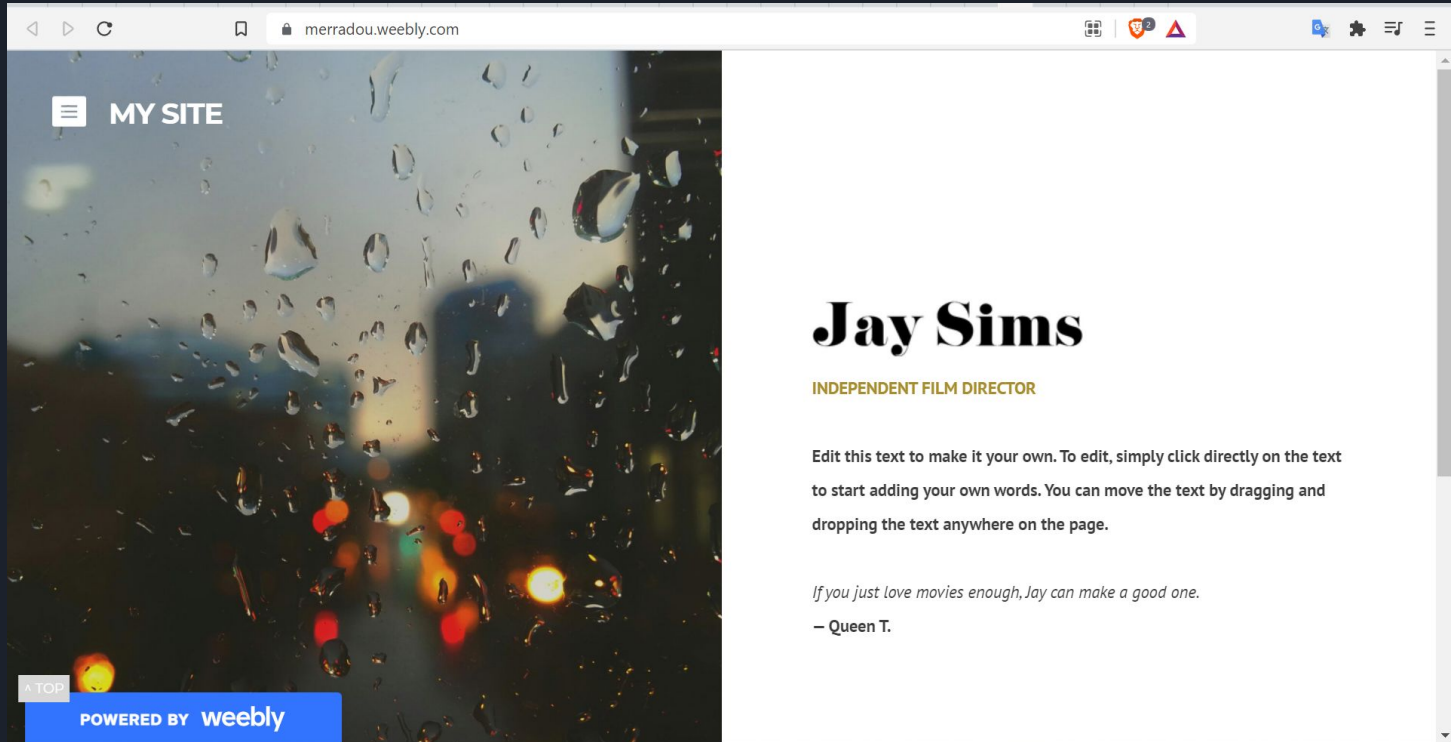 merradou.weebly.com
2
MY SITE
Jay Sims
INDEPENDENT FILM DIRECTOR
Edit this text to make it your own. To edit, simply click directly on the text
to start adding your own words. You can move the text by dragging and
dropping the text anywhere on the page.
If you just love movies enough, Jay can make a good one.
— Queen T.
^ TOP
POWERED BY weebly